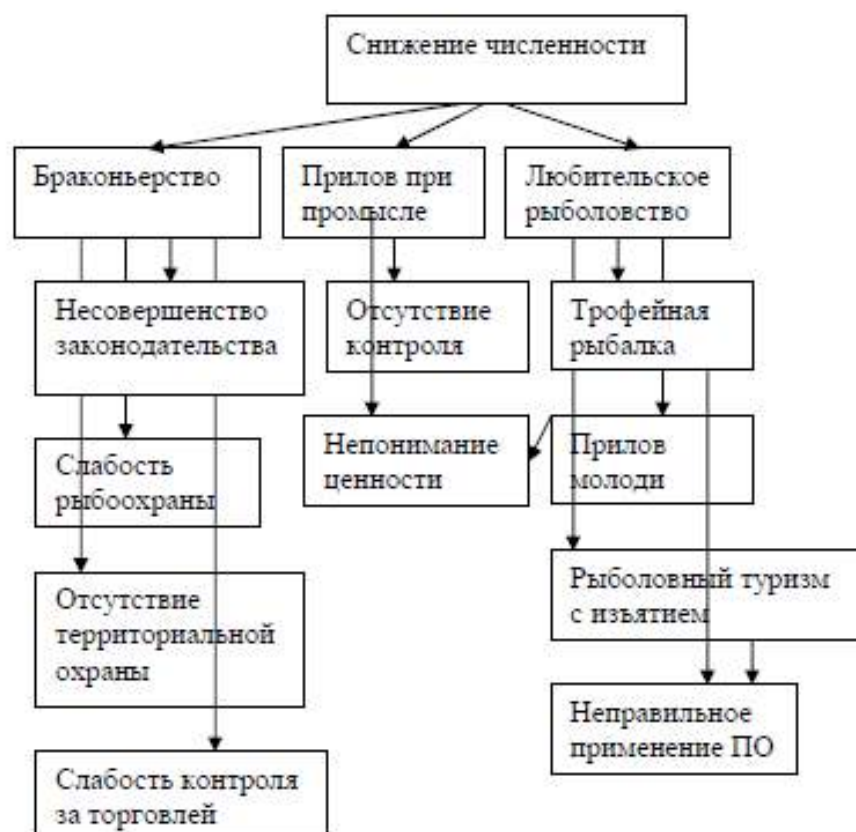 Снижение численности
Браконьерство
Прилов при
промысле
Любительское
рыболовство
Несовершенство
законодательства
Отсутствие
контроля
Трофейная
рыбалка
Слабость
рыбоохраны
Непонимание
ценности
Прилов
молоди
Отсутствие
территориальной
охраны
Рыболовный туризм
с изъятием
Неправильное
применение ПО
Слабость контроля
за торговлей